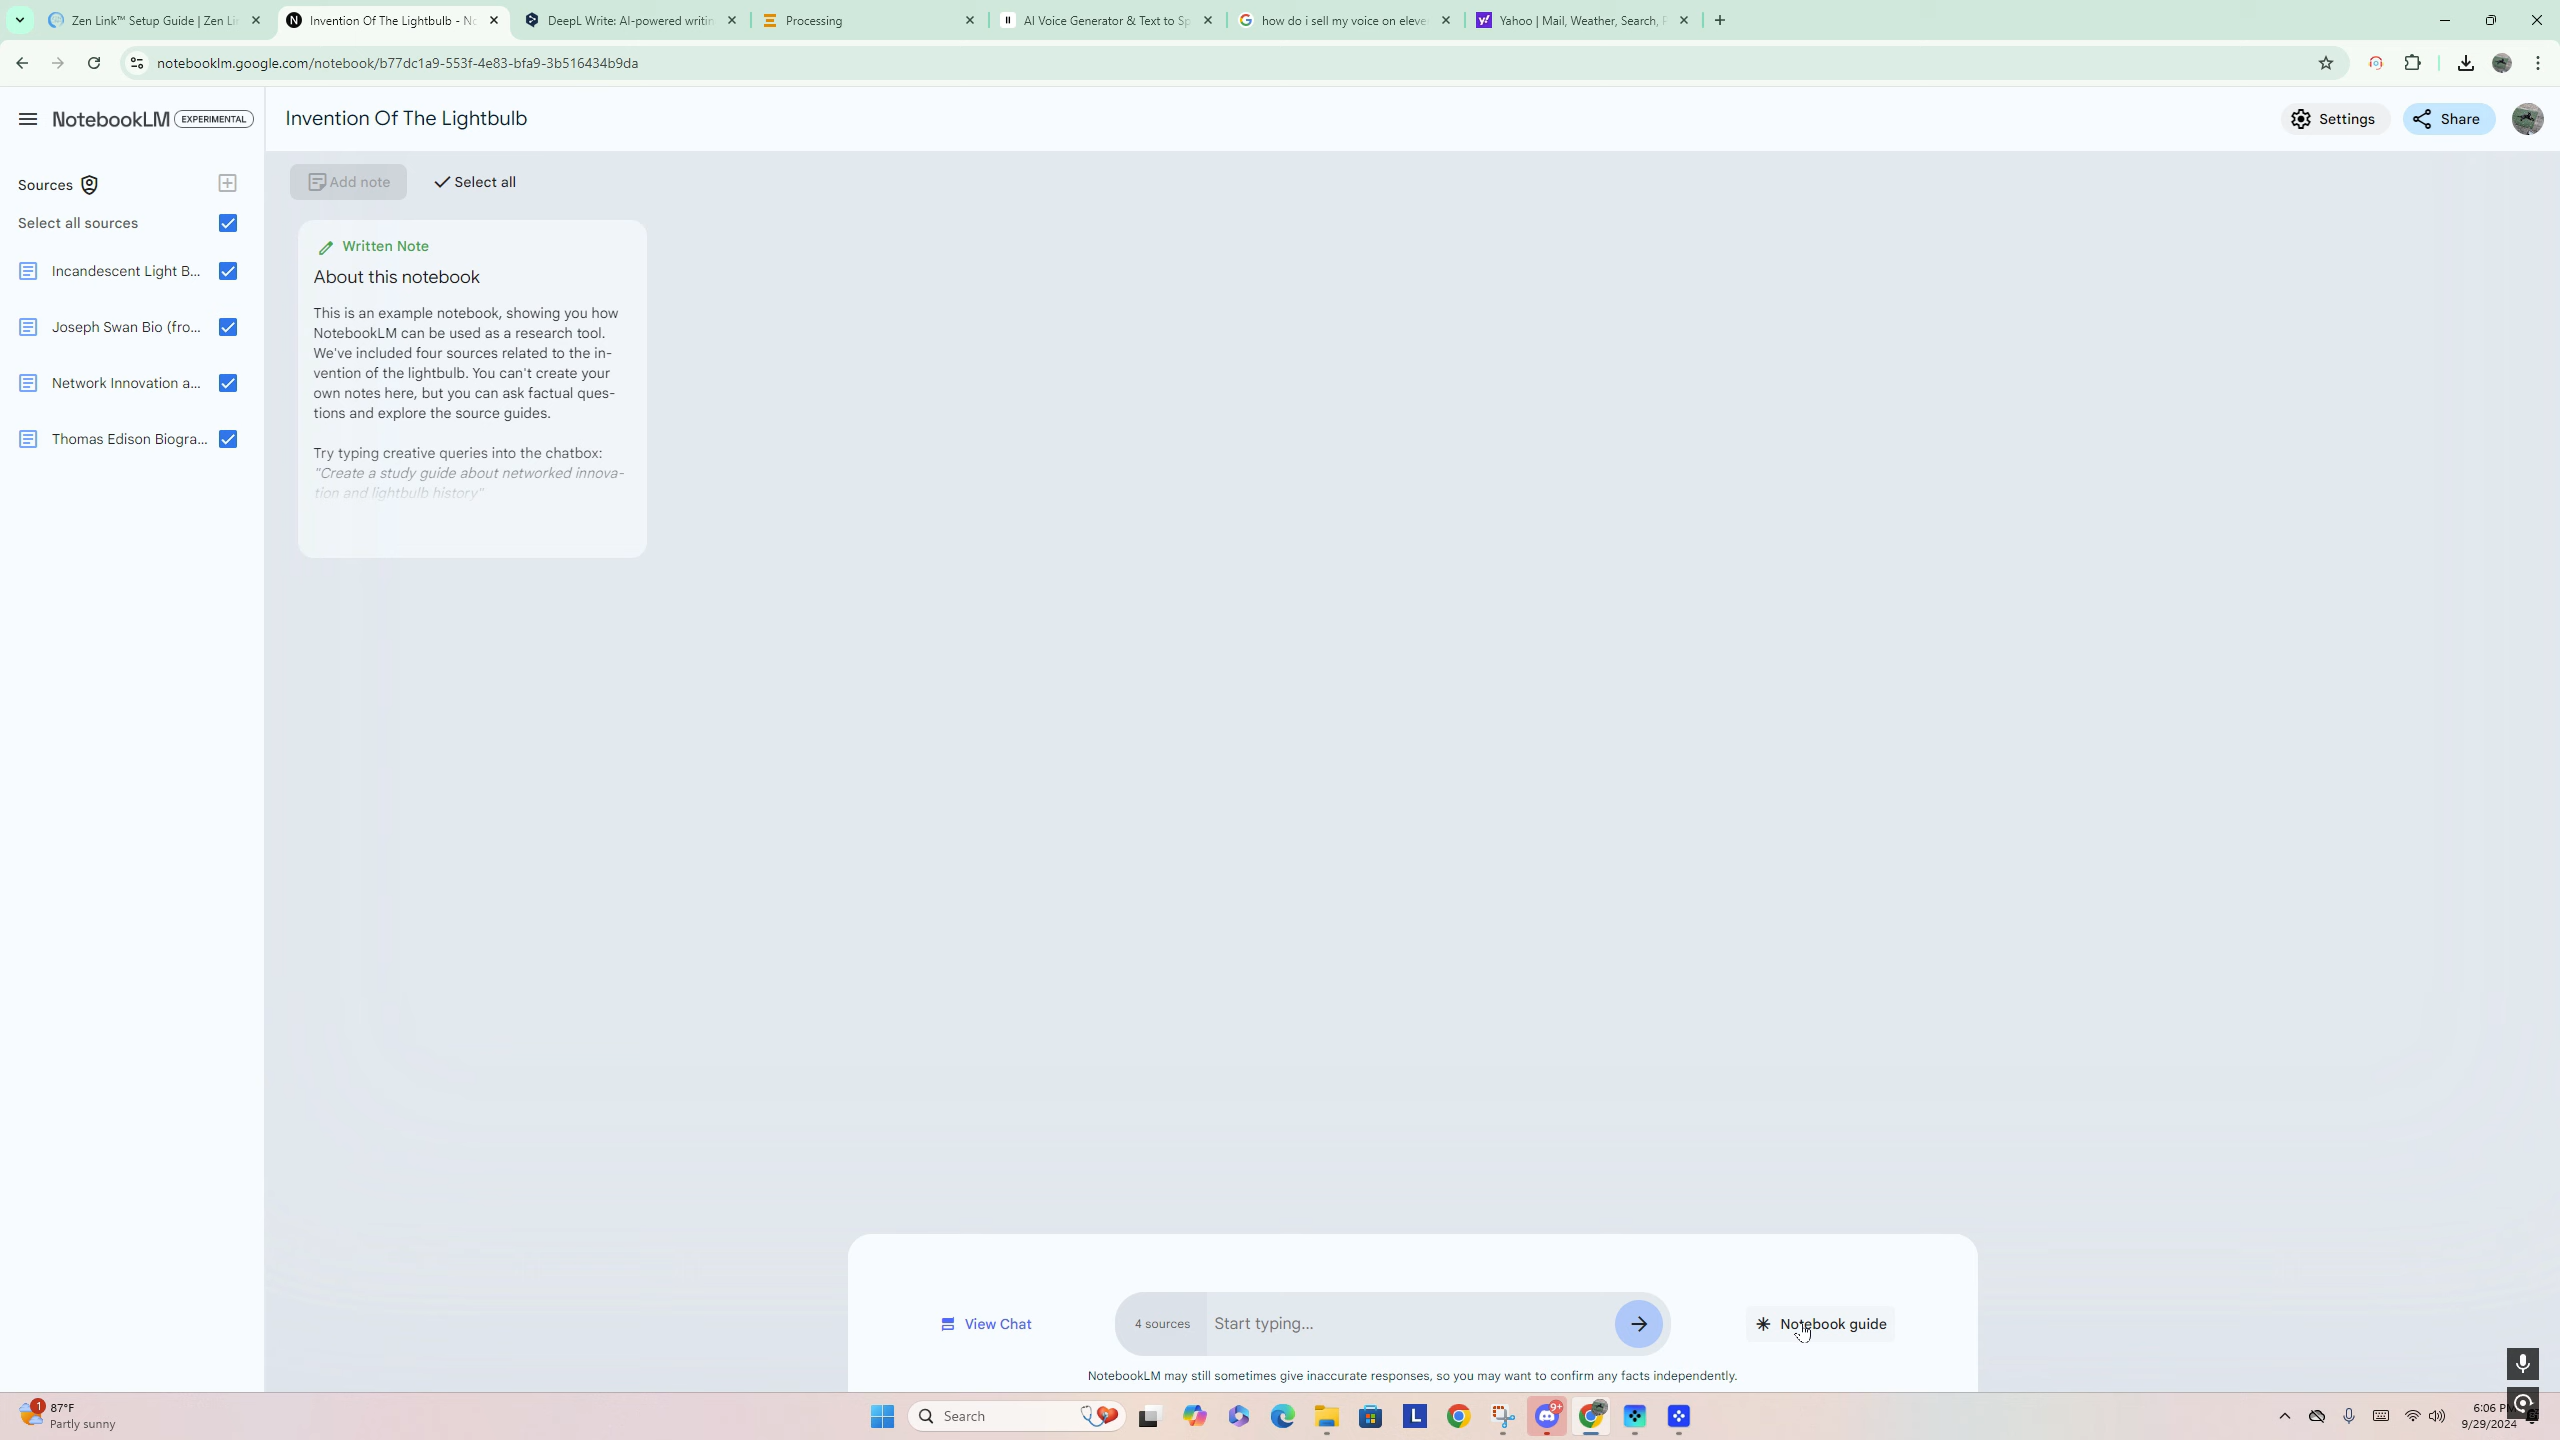 Zen Link™ Setup Guide | Zen Li
Invention Of The Lightbulb - No
DeepL Write: AI-powered writin
Processing
AI Voice Generator & Text to Sp
how do i sell my voice on eleve
Yahoo | Mail, Weather, Search, F
notebooklm.google.com/notebook/b77dc1a9-553f-4e83-bfa9-3b516434b9da
NotebookLM EXPERIMENTAL
Invention Of The Lightbulb
Settings
Share
Sources
Add note
Select all
Select all sources
Incandescent Light B...
Joseph Swan Bio (fro...
Network Innovation a...
Thomas Edison Biogra...
Written Note
About this notebook
This is an example notebook, showing you how
NotebookLM can be used as a research tool.
We've included four sources related to the in-
vention of the lightbulb. You can't create your
own notes here, but you can ask factual ques-
tions and explore the source guides.
Try typing creative queries into the chatbox:
"Create a study guide about networked innova-
tion and lightbulb history"
View Chat
4 sources
Start typing...
Notebook guide
NotebookLM may still sometimes give inaccurate responses, so you may want to confirm any facts independently.
1
87°F
Partly sunny
Search
L
9+
6:06 PM
9/29/2024